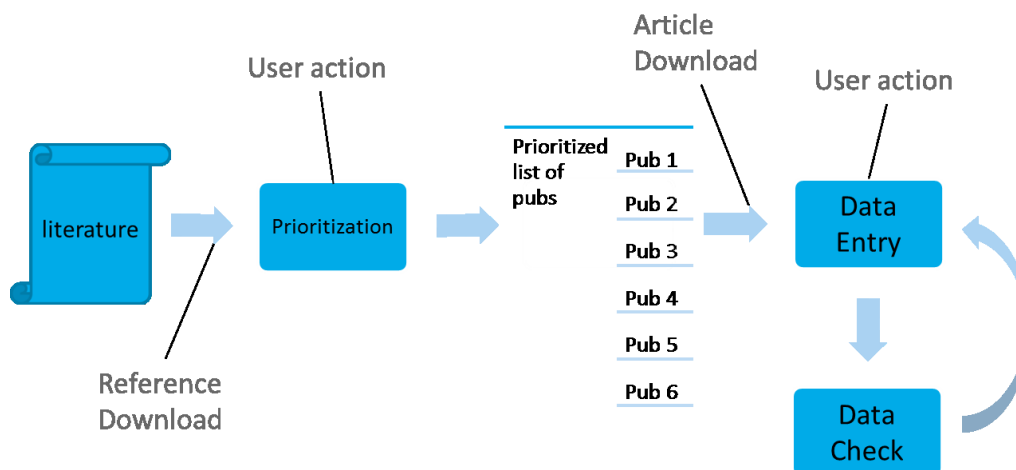 Article
Download
User action
User action
Prioritized
list of
pubs
Pub 1
Pub 2
Pub 3
Pub 4
Pub 5
Pub 6
literature
Prioritization
Data
Entry
Reference
Download
Data
Check